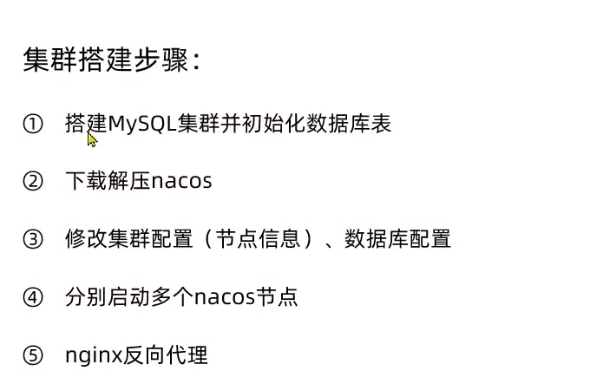 集群搭建步骤：
① 搭建MySQL集群并初始化数据库表
② 下载解压nacos
③ 修改集群配置（节点信息）、数据库配置
④ 分别启动多个nacos节点
⑤ nginx反向代理